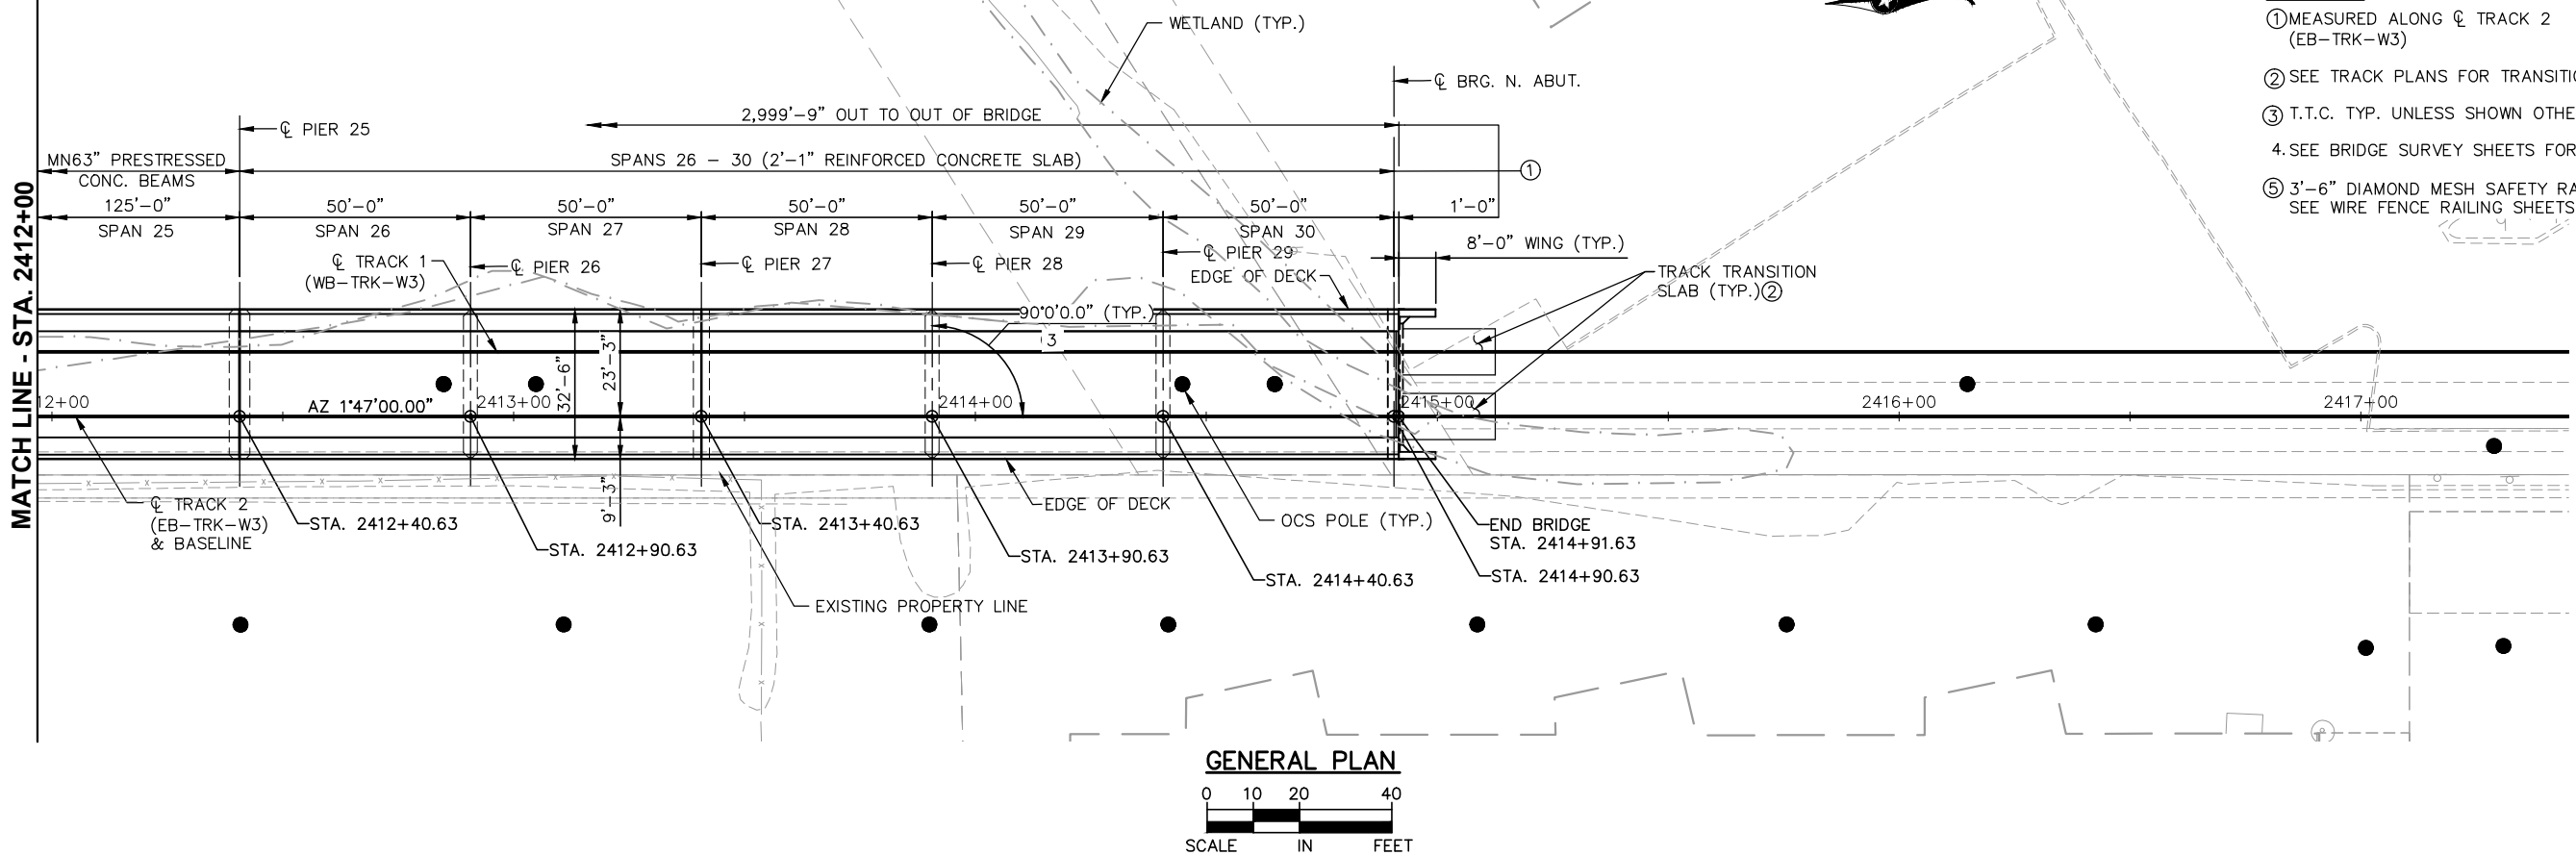 WETLAND (TYP.)
℄ BRG. N. ABUT.
2,999'-9" OUT TO OUT OF BRIDGE
℄ PIER 25
MN63" PRESTRESSED
CONC. BEAMS
SPANS 26 - 30 (2'-1" REINFORCED CONCRETE SLAB)
①
125'-0"
SPAN 25
50'-0"
SPAN 26
50'-0"
SPAN 27
50'-0"
SPAN 28
50'-0"
SPAN 29
50'-0"
SPAN 30
1'-0"
8'-0" WING (TYP.)
℄ TRACK 1
(WB-TRK-W3)
℄ PIER 26
℄ PIER 27
℄ PIER 28
℄ PIER 29
EDGE OF DECK
TRACK TRANSITION
SLAB (TYP.)②
90°0'0.0" (TYP.)
3
32'-6"
23'-3"
9'-3"
MATCH LINE - STA. 2412+00
12+00
AZ 1°47'00.00"
2413+00
2414+00
2415+00
2416+00
2417+00
℄ TRACK 2
(EB-TRK-W3)
& BASELINE
STA. 2412+40.63
STA. 2412+90.63
STA. 2413+40.63
EDGE OF DECK
STA. 2413+90.63
OCS POLE (TYP.)
STA. 2414+40.63
END BRIDGE
STA. 2414+91.63
STA. 2414+90.63
EXISTING PROPERTY LINE
① MEASURED ALONG ℄ TRACK 2
(EB-TRK-W3)
② SEE TRACK PLANS FOR
③ T.T.C. TYP. UNLESS SHOWN
4. SEE BRIDGE SURVEY SHEETS FOR
⑤ 3'-6" DIAMOND MESH SAFETY
SEE WIRE FENCE RAILING SHEETS
GENERAL PLAN
0 10 20 40
SCALE IN FEET